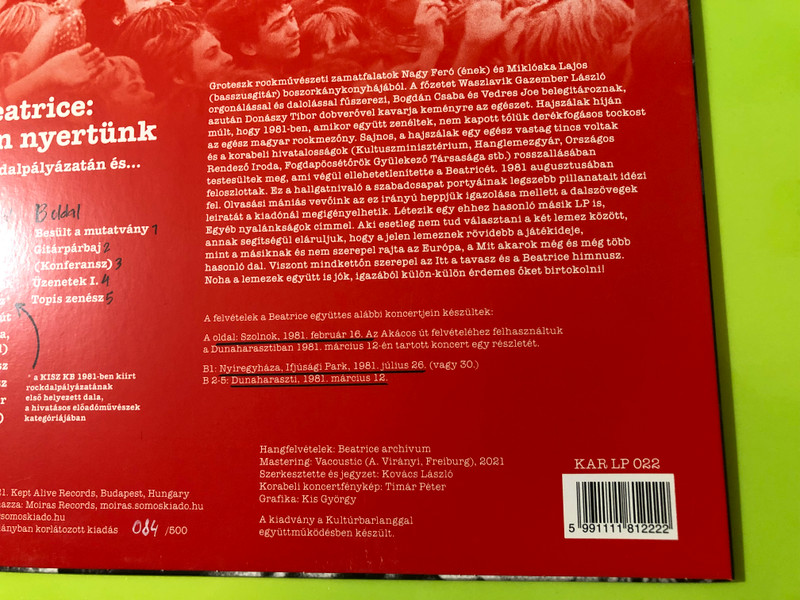 Groteszk rockművészeti zamatfalatok Nagy Feró (ének) és Miklóska Lajos
(basszusgitár) boszorkánykonyhájából. A főzetet Waszlavik Gazember László
orgonálással és dalolással fűszerezi, Bogdán Csaba és Vedres Joe belegitároznak,
azután Donászy Tibor dobverővel kavarja keményre az egészet. Hajszálak híján
múlt, hogy 1981-ben, amikor együtt zenéltek, nem kapott tőlük derékfogásos tockost
az egész magyar rockmezőny. Sajnos, a hajszálak egy egész vastag tincs voltak
és a korabeli hivatalosságok (Kultuszminisztérium, Hanglemezgyár, Országos
Rendező Iroda, Fogdapöcsétőrök Gyülekező Társasága stb.) rosszallásában
testesültek meg, ami végül ellehetetlenítette a Beatricét. 1981 augusztusában
feloszlottak. Ez a hallgatnivaló a szabadcsapat portyáinak legszebb pillanatait idézi
fel. Olvasási mániás vevőink az ez irányú heppjük igazolása mellett a dalszövegek
leiratát a kiadónál megigényelhetik. Létezik egy ehhez hasonló másik LP is,
Egyéb nyalánkságok címmel. Aki esetleg nem tud választani a két lemez között,
annak segítségül eláruljuk, hogy a jelen lemeznek rövidebb a játékideje,
mint a másiknak és nem szerepel rajta az Európa, a Mit akarok még és még több
hasonló dal. Viszont mindkettőn szerepel az Itt a tavasz és a Beatrice himnusz.
Noha a lemezek együtt is jók, igazából külön-külön érdemes őket birtokolni!
eatrice:
n nyertünk
dalpályázatán és...
B oldal
Besült a mutatvány 1
Gitárpárbaj 2
(Konferansz) 3
Üzenetek I. 4
Topis zenész 5
* a KISZ KB 1981-ben kiírt
rockdalpályázatának
első helyezett dala,
a hivatásos előadóművészek
kategóriájában
A felvételek a Beatrice együttes alábbi koncertjein készültek:
A oldal: Szolnok, 1981. február 16. Az Akácos út felvételéhez felhasználtuk
a Dunaharasztiban 1981. március 12-én tartott koncert egy részletét.
B1: Nyíregyháza, Ifjúsági Park, 1981. július 26. (vagy 30.)
B 2-5: Dunaharaszti, 1981. március 12.
Hangfelvételek: Beatrice archívum
Mastering: Vacoustic (A. Virányi, Freiburg), 2021
Szerkesztette és jegyzet: Kovács László
Korabeli koncertfénykép: Tímár Péter
Grafika: Kis György
A kiadvány a Kultúrbarlanggal
együttműködésben készült.
KAR LP 022
5 991111 812222
21. Kept Alive Records, Budapest, Hungary
azza: Moiras Records, moiras.somoskiado.hu
somoskiado.hu
ányban korlátozott kiadás 084 /500